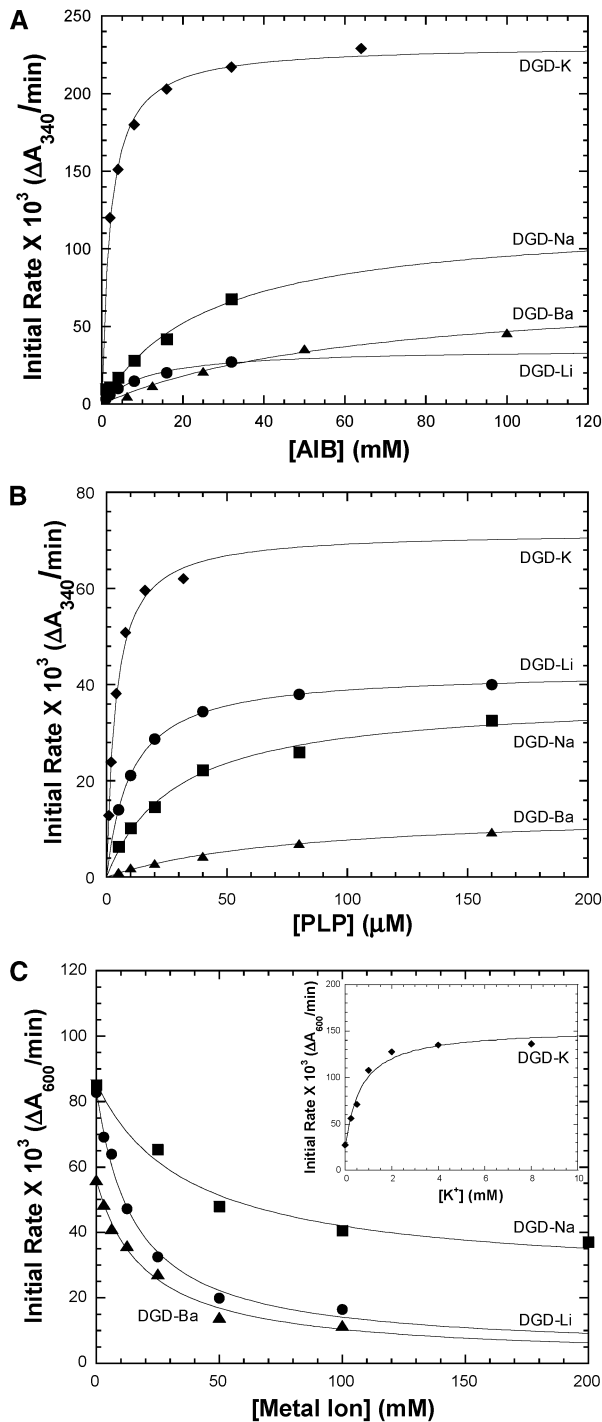 A
250
200
150
100
50
0
Initial Rate X 10³ (ΔA₃₄₀/min)
DGD-K
DGD-Na
DGD-Ba
DGD-Li
0 20 40 60 80 100 120
[AIB] (mM)
B
80
60
40
20
0
Initial Rate X 10³ (ΔA₃₄₀/min)
DGD-K
DGD-Li
DGD-Na
DGD-Ba
0 50 100 150 200
[PLP] (μM)
C
120
100
80
60
40
20
0
Initial Rate X 10³ (ΔA₆₀₀/min)
200
150
100
50
0
Initial Rate X 10³ (ΔA₆₀₀/min)
DGD-K
0 2 4 6 8 10
[K⁺] (mM)
DGD-Na
DGD-Ba
DGD-Li
0 50 100 150 200
[Metal Ion] (mM)